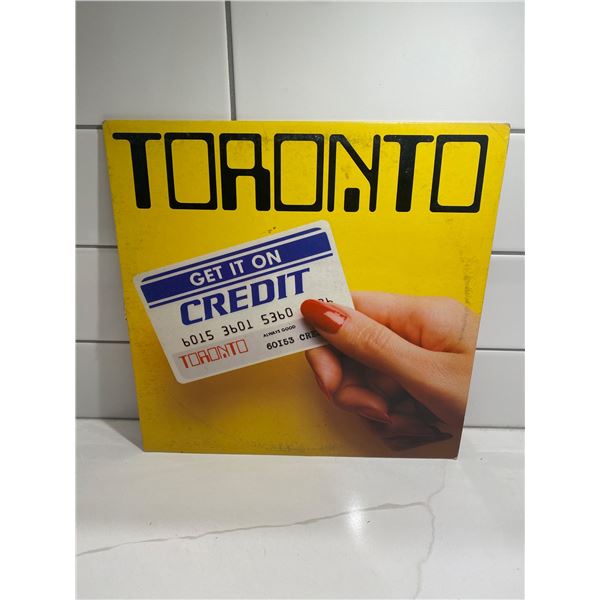 TORONTO
GET IT ON
CREDIT
6015 3601 5360
ALWAYS GOOD
TORONTO
60153 CRE